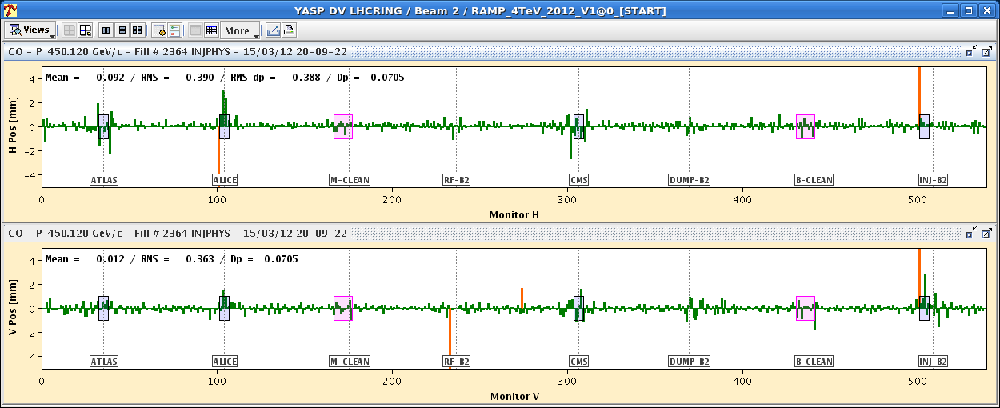 YASP DV LHCRING / Beam 2 / RAMP_4TeV_2012_V1@0_[START]
Views More
CO - P 450.120 GeV/c - Fill # 2364 INJPHYS - 15/03/12 20-09-22
Mean = 0.092 / RMS = 0.390 / RMS-dp = 0.388 / Dp = 0.0705
H Pos [mm]
4
2
0
-2
-4
ATLAS ALICE M-CLEAN RF-B2 CMS DUMP-B2 B-CLEAN INJ-B2
0 100 200 300 400 500
Monitor H
CO - P 450.120 GeV/c - Fill # 2364 INJPHYS - 15/03/12 20-09-22
Mean = 0.012 / RMS = 0.363 / Dp = 0.0705
V Pos [mm]
4
2
0
-2
-4
ATLAS ALICE M-CLEAN RF-B2 CMS DUMP-B2 B-CLEAN INJ-B2
0 100 200 300 400 500
Monitor V